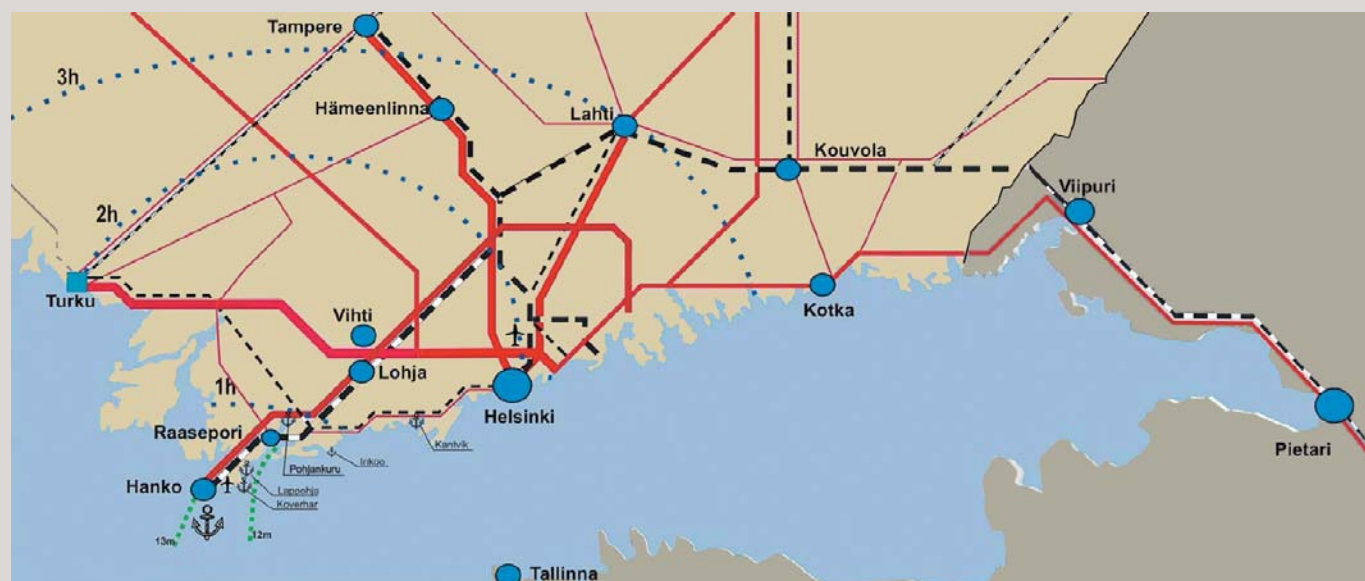 Tampere
3h
Hämeenlinna
Lahti
Kouvola
Viipuri
2h
Turku
Vihti
Kotka
Lohja
1h
Helsinki
Pietari
Raasepori
Kantvik
Inkoo
Pohjankuru
Hanko
Lappohja
Koverhar
13m
12m
Tallinna